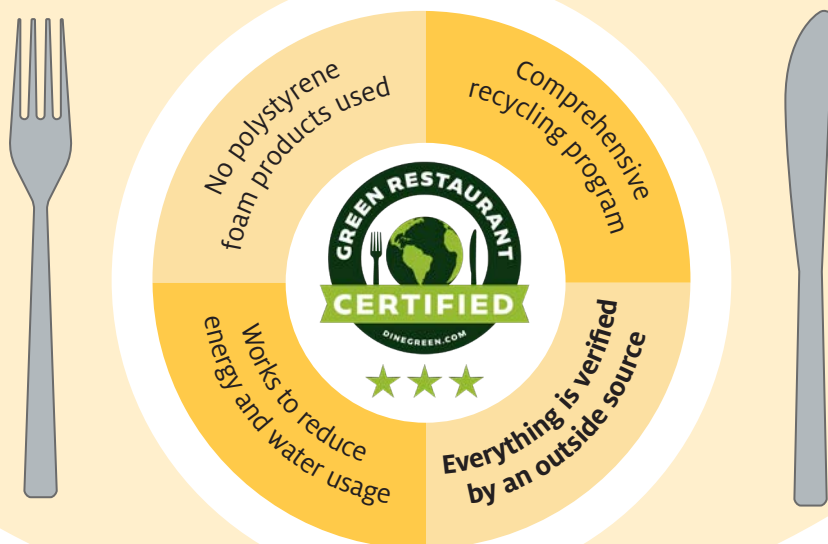 No polystyrene
foam products used
Comprehensive
recycling program
GREEN RESTAURANT
CERTIFIED
DINEGREEN.COM
Works to reduce
energy and water usage
Everything is verified
by an outside source